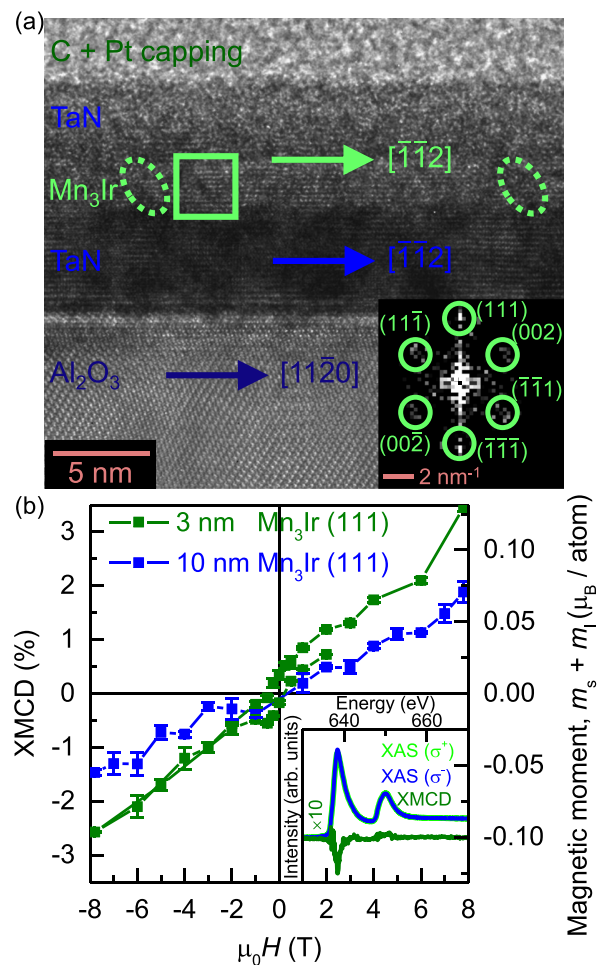 (a)
C + Pt capping
TaN
[1̅1̅2]
Mn₃Ir
TaN
[1̅1̅2]
(111)
(111̅)
(002)
Al₂O₃
[112̅0]
(1̅1̅1)
(002̅)
(1̅1̅1̅)
5 nm
2 nm⁻¹
(b)
3 nm Mn₃Ir (111)
10 nm Mn₃Ir (111)
XMCD (%)
3
2
1
0
-1
-2
-3
-8
-6
-4
-2
0
2
4
6
8
μ₀H (T)
0.10
0.05
0.00
-0.05
-0.10
Magnetic moment, mₛ + mₗ (μ_B / atom)
Energy (eV)
640
660
Intensity (arb. units)
XAS (σ⁺)
XAS (σ⁻)
XMCD
×10